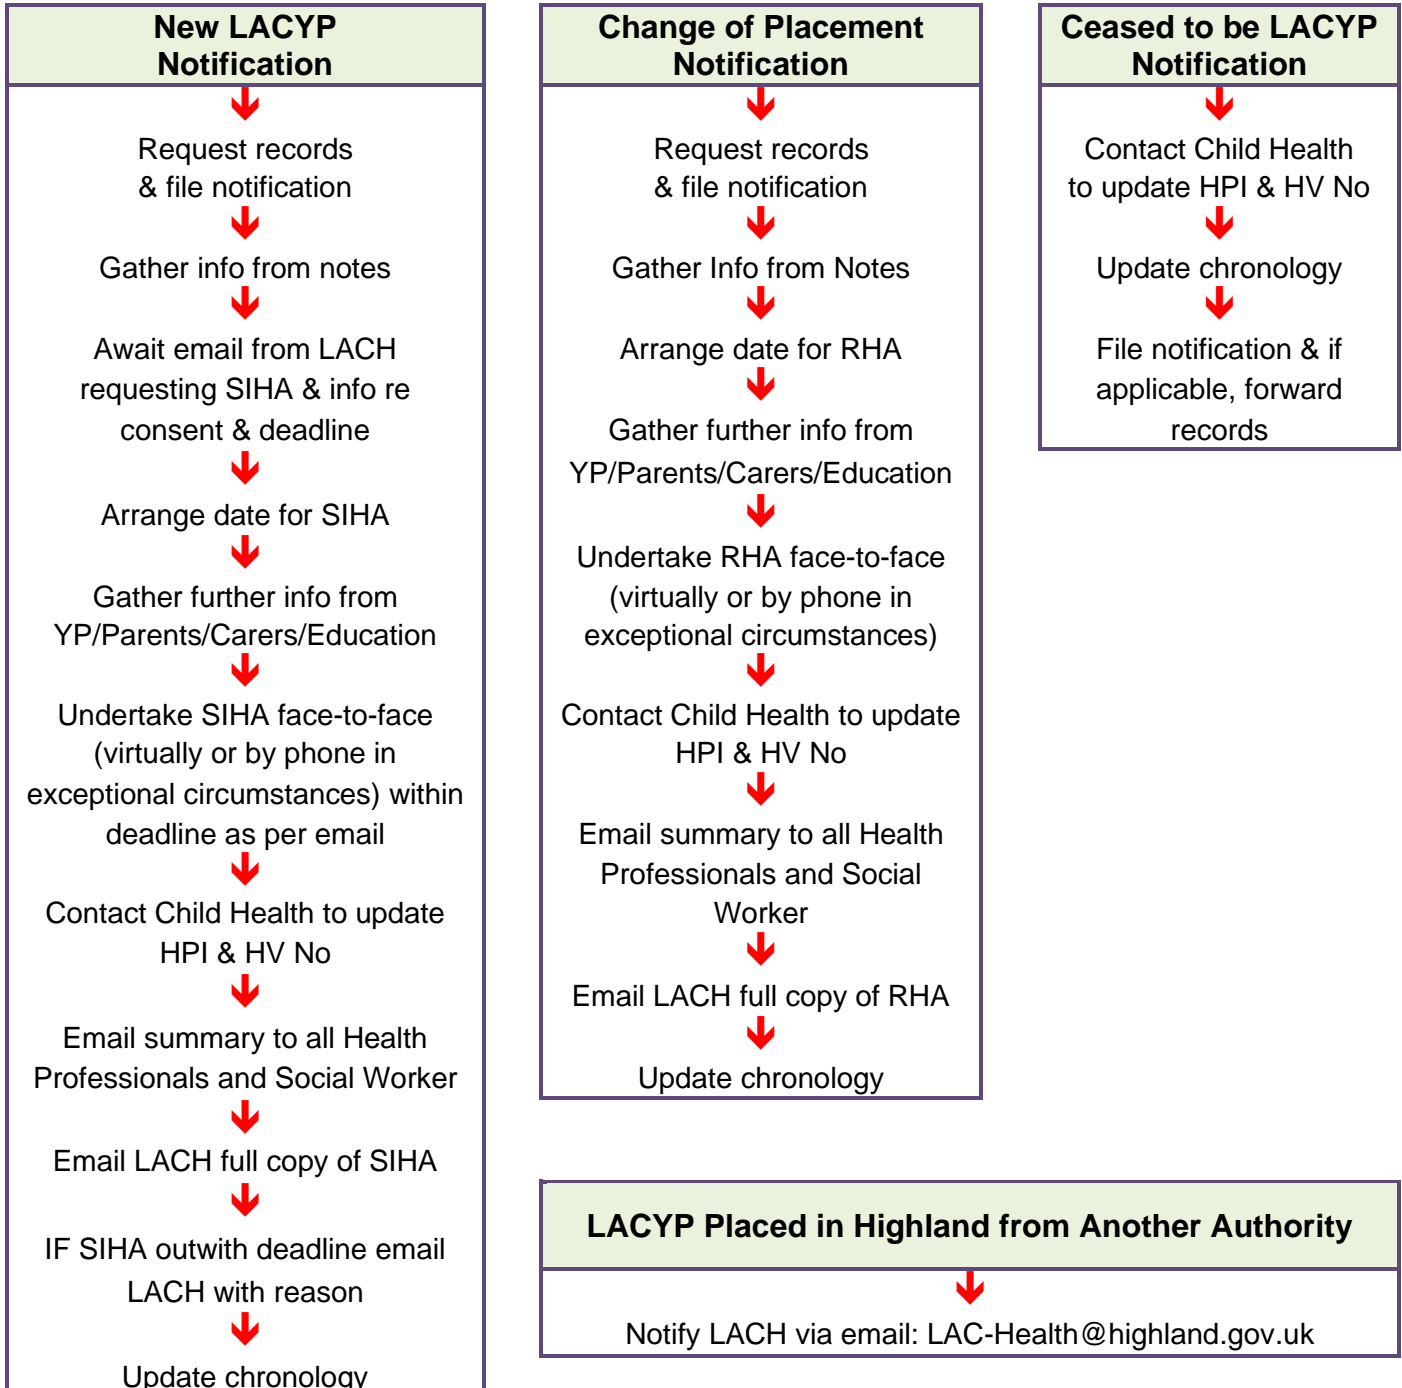 New LACYP
Notification
Request records
& file notification
Gather info from notes
Await email from LACH
requesting SIHA & info re
consent & deadline
Arrange date for SIHA
Gather further info from
YP/Parents/Carers/Education
Undertake SIHA face-to-face
(virtually or by phone in
exceptional circumstances) within
deadline as per email
Contact Child Health to update
HPI & HV No
Email summary to all Health
Professionals and Social Worker
Email LACH full copy of SIHA
IF SIHA outwith deadline email
LACH with reason
Update chronology
Change of Placement
Notification
Request records
& file notification
Gather Info from Notes
Arrange date for RHA
Gather further info from
YP/Parents/Carers/Education
Undertake RHA face-to-face
(virtually or by phone in
exceptional circumstances)
Contact Child Health to update
HPI & HV No
Email summary to all Health
Professionals and Social
Worker
Email LACH full copy of RHA
Update chronology
Ceased to be LACYP
Notification
Contact Child Health
to update HPI & HV No
Update chronology
File notification & if
applicable, forward
records
LACYP Placed in Highland from Another Authority
Notify LACH via email: LAC-Health@highland.gov.uk